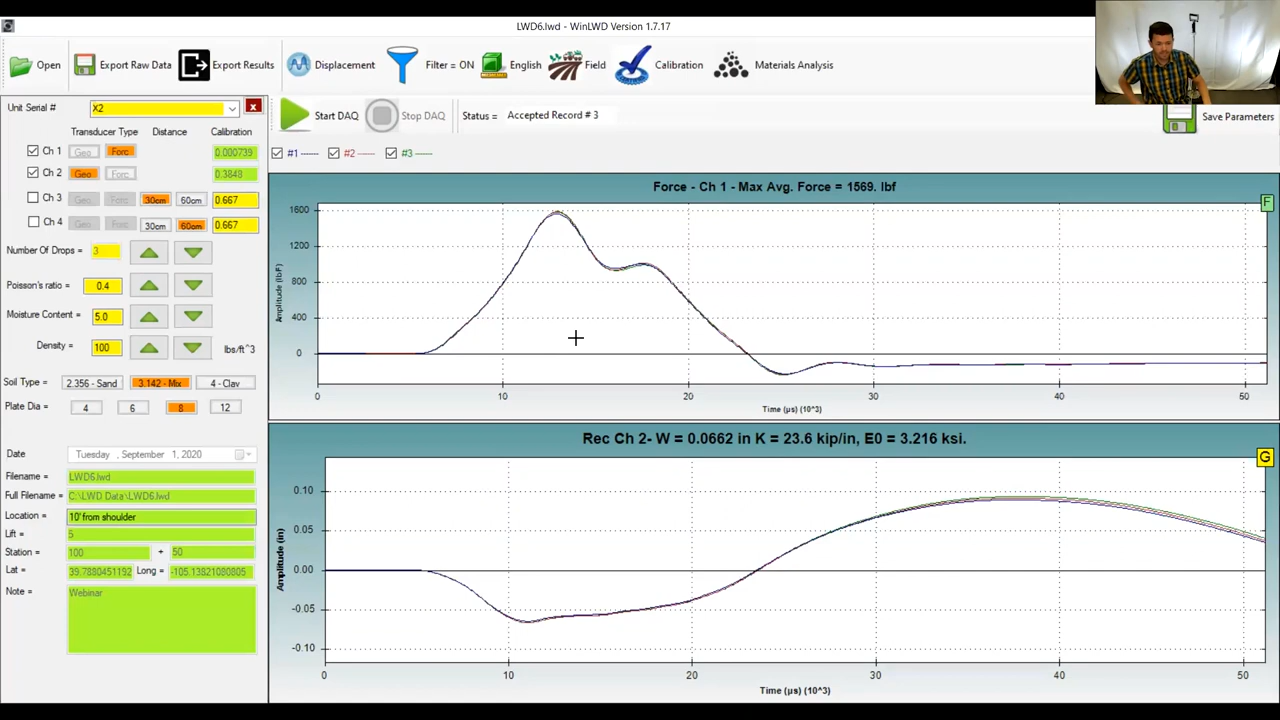 LWD6.lwd - WinLWD Version 1.7.17
Open
Export Raw Data
Export Results
Displacement
Filter = ON
English
Field
Calibration
Materials Analysis
Unit Serial #
X2
x
Start DAQ
Stop DAQ
Status = Accepted Record # 3
Save Parameters
Transducer Type Distance Calibration
Ch 1 Geo Forc 0.000739
Ch 2 Geo Forc 0.3848
Ch 3 Geo Forc 30cm 60cm 0.667
Ch 4 Geo Forc 30cm 60cm 0.667
Number Of Drops = 3
Poisson's ratio = 0.4
Moisture Content = 5.0
Density = 100 lbs/ft^3
Soil Type = 2.356 - Sand 3.142 - Mix 4 - Clay
Plate Dia = 4 6 8 12
Date Tuesday , September 1, 2020
Filename = LWD6.lwd
Full Filename = C:\LWD Data\LWD6.lwd
Location = 10' from shoulder
Lift = 5
Station = 100 + 50
Lat = 39.7880451192 Long = -105.13821080805
Note = Webinar
#1 #2 #3
Force - Ch 1 - Max Avg. Force = 1569. lbf
F
Amplitude (lbF)
1600
1200
800
400
0
0 10 20 30 40 50
Time (µs) (10^3)
Rec Ch 2- W = 0.0662 in K = 23.6 kip/in, E0 = 3.216 ksi.
G
Amplitude (in)
0.10
0.05
0.00
-0.05
-0.10
0 10 20 30 40 50
Time (µs) (10^3)